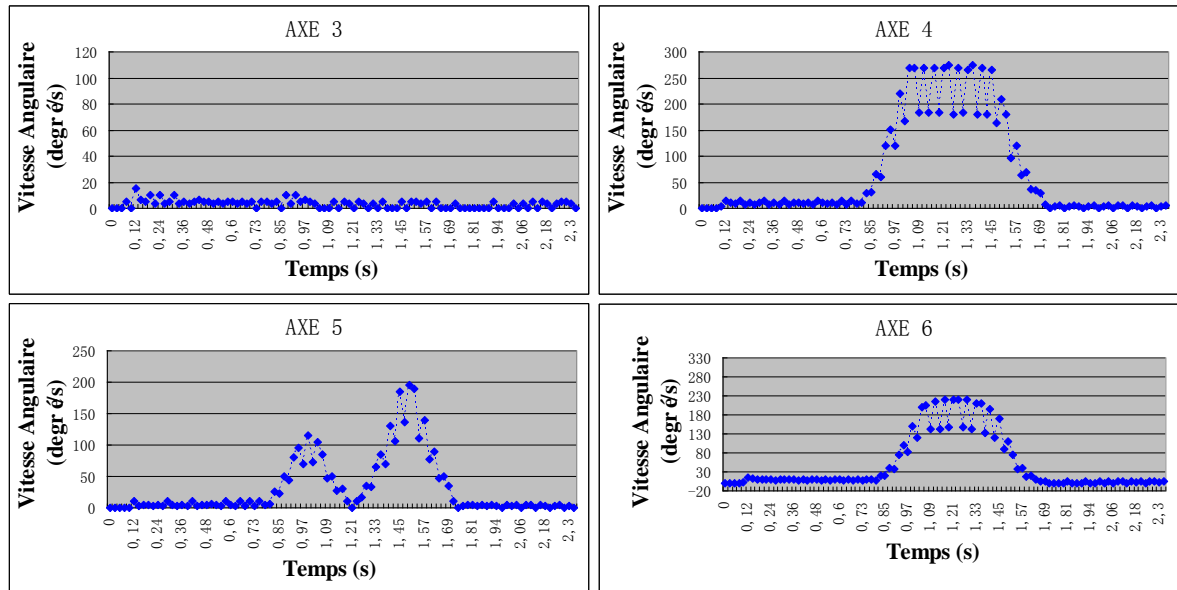 AXE 3
Vitesse Angulaire
(degr é/s)
120
100
80
60
40
20
0
0 0,12 0,24 0,36 0,48 0,6 0,73 0,85 0,97 1,09 1,21 1,33 1,45 1,57 1,69 1,81 1,94 2,06 2,18 2,3
Temps (s)
AXE 4
Vitesse Angulaire
(degr é/s)
300
250
200
150
100
50
0
0 0,12 0,24 0,36 0,48 0,6 0,73 0,85 0,97 1,09 1,21 1,33 1,45 1,57 1,69 1,81 1,94 2,06 2,18 2,3
Temps (s)
AXE 5
Vitesse Angulaire
(degr é/s)
250
200
150
100
50
0
0 0,12 0,24 0,36 0,48 0,6 0,73 0,85 0,97 1,09 1,21 1,33 1,45 1,57 1,69 1,81 1,94 2,06 2,18 2,3
Temps (s)
AXE 6
Vitesse Angulaire
(degr é/s)
330
280
230
180
130
80
30
-20
0 0,12 0,24 0,36 0,48 0,6 0,73 0,85 0,97 1,09 1,21 1,33 1,45 1,57 1,69 1,81 1,94 2,06 2,18 2,3
Temps (s)